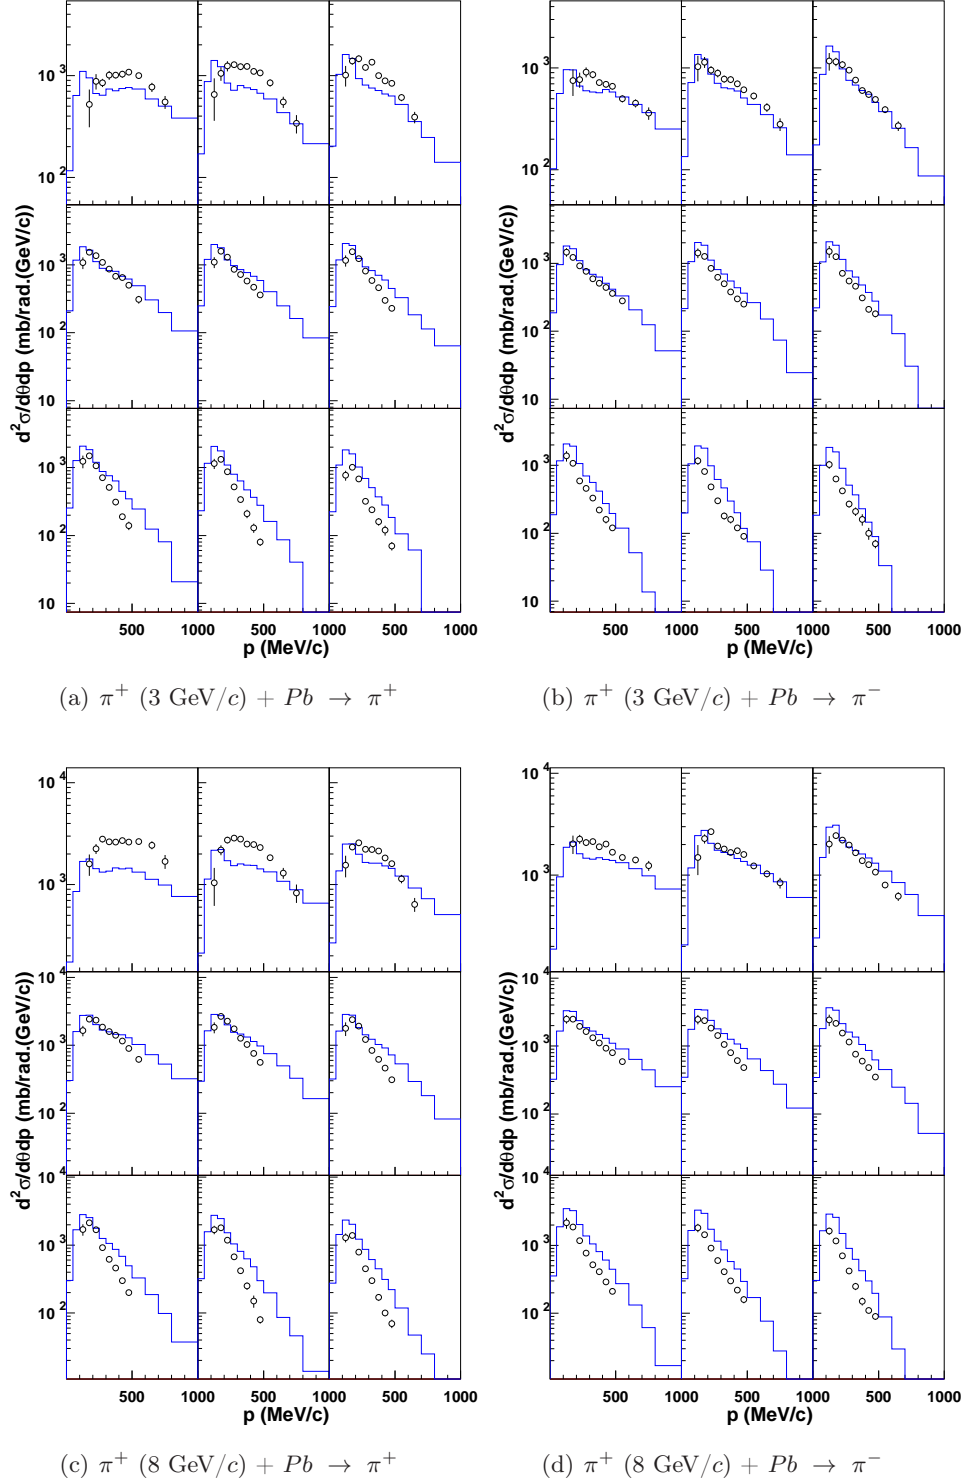 10³
10²
10³
10²
10
10³
10²
10
d²σ/dθdp (mb/rad.(GeV/c))
500 1000 500 1000 500 1000
p (MeV/c)
(a) π⁺ (3 GeV/c) + Pb → π⁺
10³
10²
10³
10²
10
10³
10²
10
d²σ/dθdp (mb/rad.(GeV/c))
500 1000 500 1000 500 1000
p (MeV/c)
(b) π⁺ (3 GeV/c) + Pb → π⁻
10⁴
10³
10⁴
10³
10²
10⁴
10³
10²
d²σ/dθdp (mb/rad.(GeV/c))
500 1000 500 1000 500 1000
p (MeV/c)
(c) π⁺ (8 GeV/c) + Pb → π⁺
10⁴
10³
10⁴
10³
10²
10⁴
10³
10²
d²σ/dθdp (mb/rad.(GeV/c))
500 1000 500 1000 500 1000
p (MeV/c)
(d) π⁺ (8 GeV/c) + Pb → π⁻